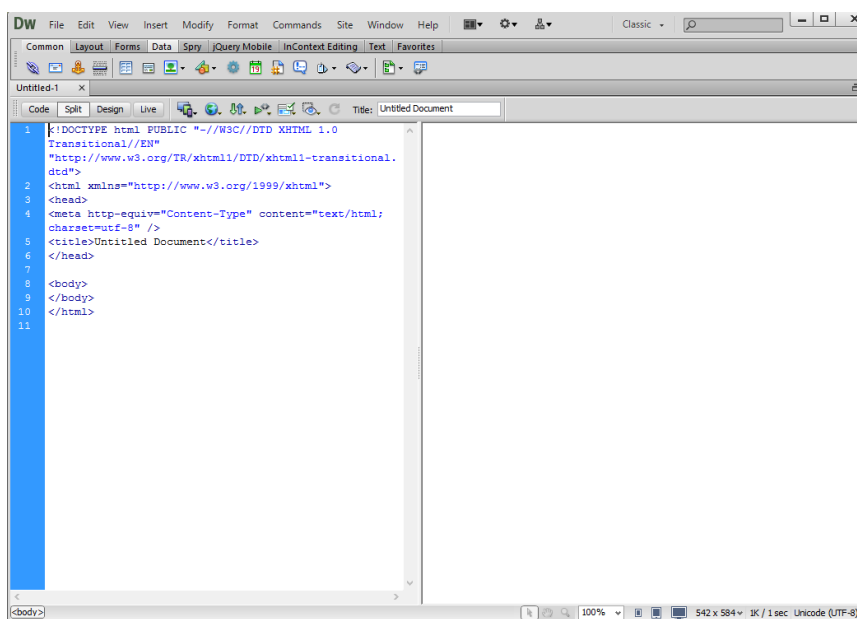 DW File Edit View Insert Modify Format Commands Site Window Help Classic
Common Layout Forms Data Spry jQuery Mobile InContext Editing Text Favorites
19
Untitled-1 ×
Code Split Design Live Title: Untitled Document
1 <!DOCTYPE html PUBLIC "-//W3C//DTD XHTML 1.0
Transitional//EN"
"http://www.w3.org/TR/xhtml1/DTD/xhtml1-transitional.
dtd">
2 <html xmlns="http://www.w3.org/1999/xhtml">
3 <head>
4 <meta http-equiv="Content-Type" content="text/html;
charset=utf-8" />
5 <title>Untitled Document</title>
6 </head>
7
8 <body>
9 </body>
10 </html>
11
<body> 100% 542 x 584 1K / 1 sec Unicode (UTF-8)